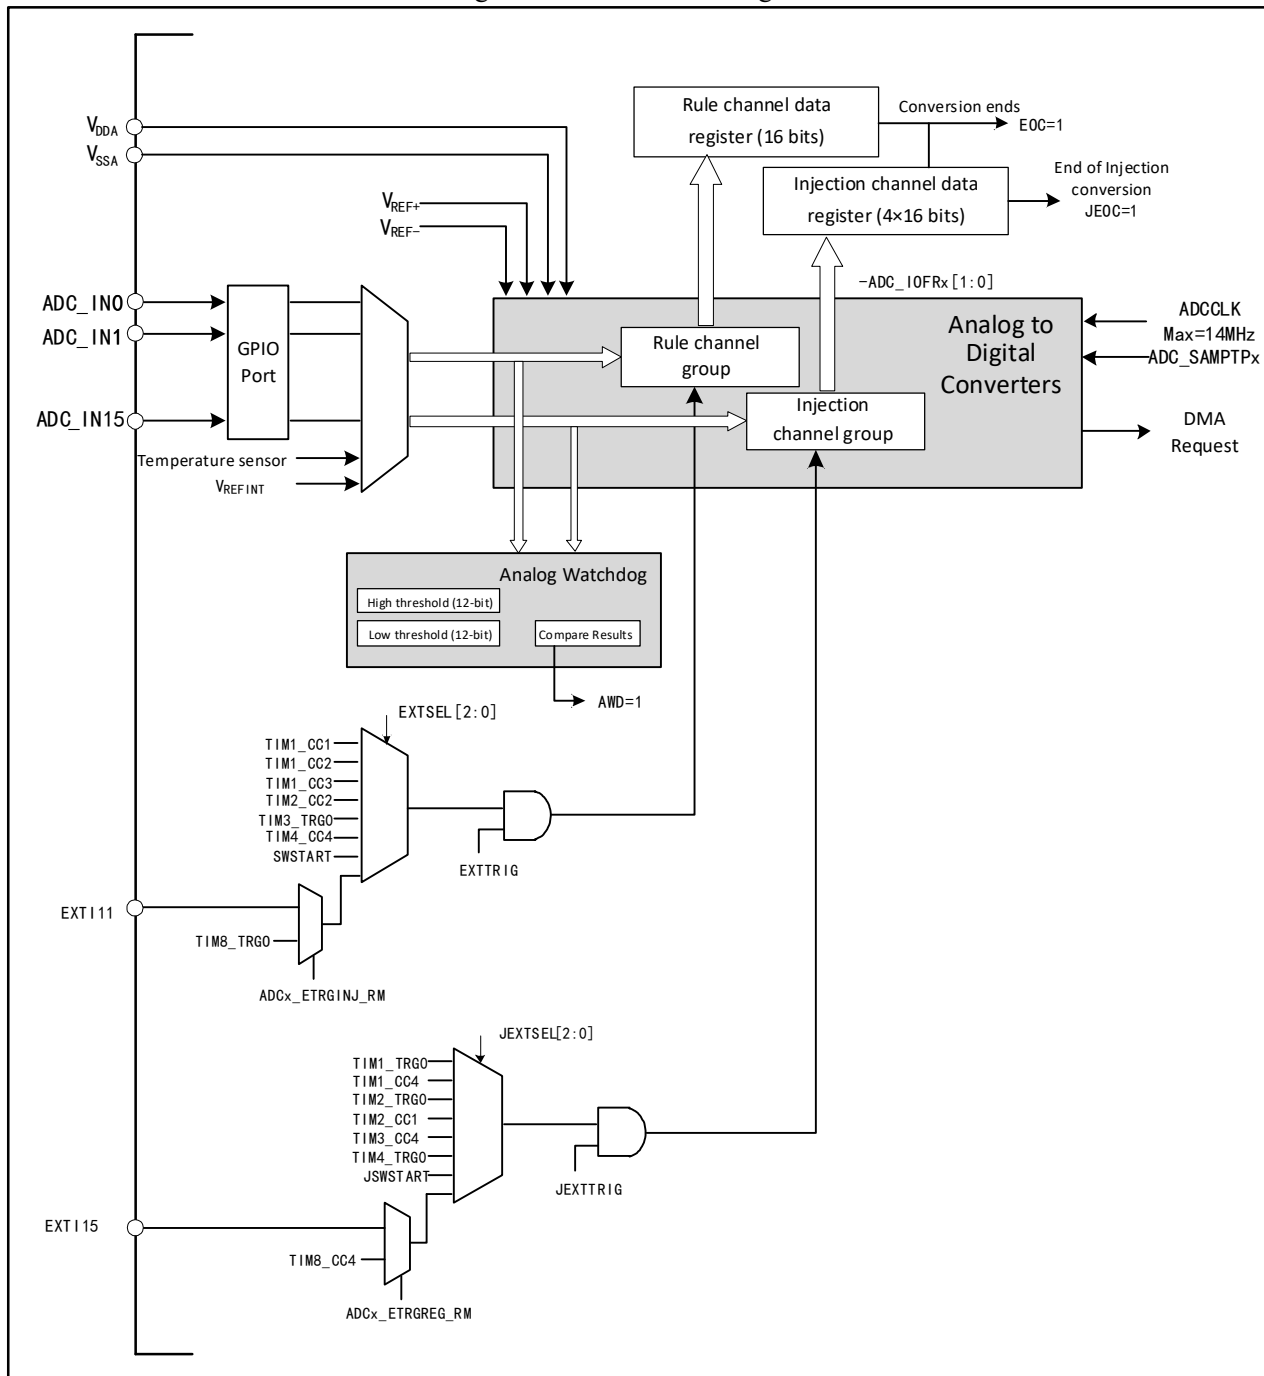 Rule channel data
register (16 bits)
Conversion ends
EOC=1
VDDA
VSSA
Injection channel data
register (4×16 bits)
End of Injection
conversion
JEOC=1
VREF+
VREF-
-ADC_IOFRx[1:0]
ADC_IN0
ADC_IN1
ADC_IN15
GPIO
Port
Temperature sensor
VREFINT
Rule channel
group
Injection
channel group
Analog to
Digital
Converters
ADCCLK
Max=14MHz
ADC_SAMPTPx
DMA
Request
Analog Watchdog
High threshold (12-bit)
Low threshold (12-bit)
Compare Results
AWD=1
EXTSEL[2:0]
TIM1_CC1
TIM1_CC2
TIM1_CC3
TIM2_CC2
TIM3_TRGO
TIM4_CC4
SWSTART
EXTTRIG
EXTI11
TIM8_TRGO
ADCx_ETRGINJ_RM
JEXTSEL[2:0]
TIM1_TRGO
TIM1_CC4
TIM2_TRGO
TIM2_CC1
TIM3_CC4
TIM4_TRGO
JSWSTART
JEXTTRIG
EXTI15
TIM8_CC4
ADCx_ETRGREG_RM